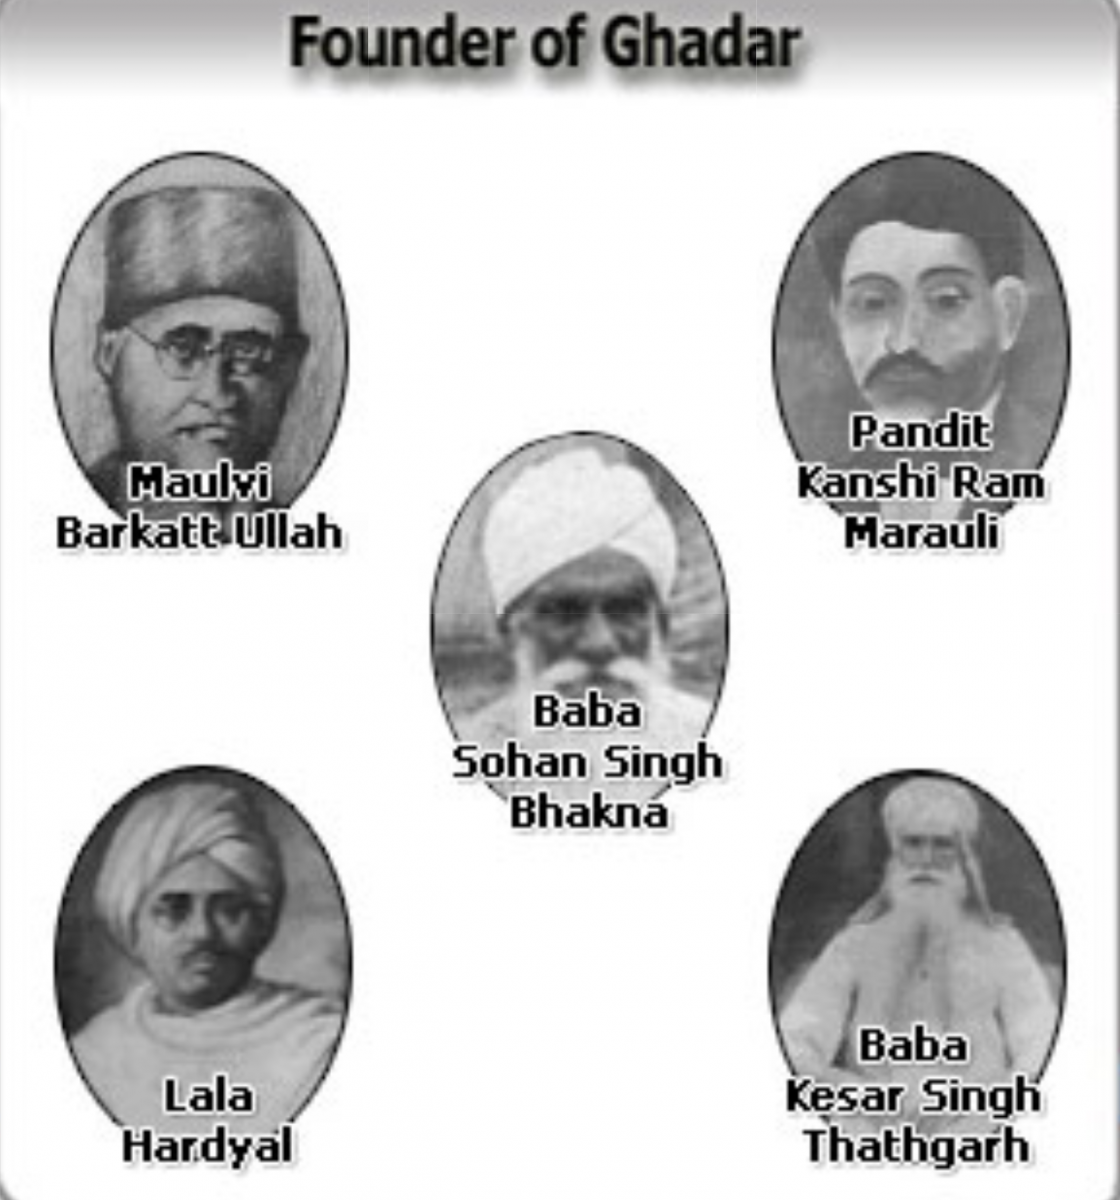 Founder of Ghadar
Maulvi
Barkatt Ullah
Pandit
Kanshi Ram
Marauli
Baba
Sohan Singh
Bhakna
Lala
Hardyal
Baba
Kesar Singh
Thathgarh